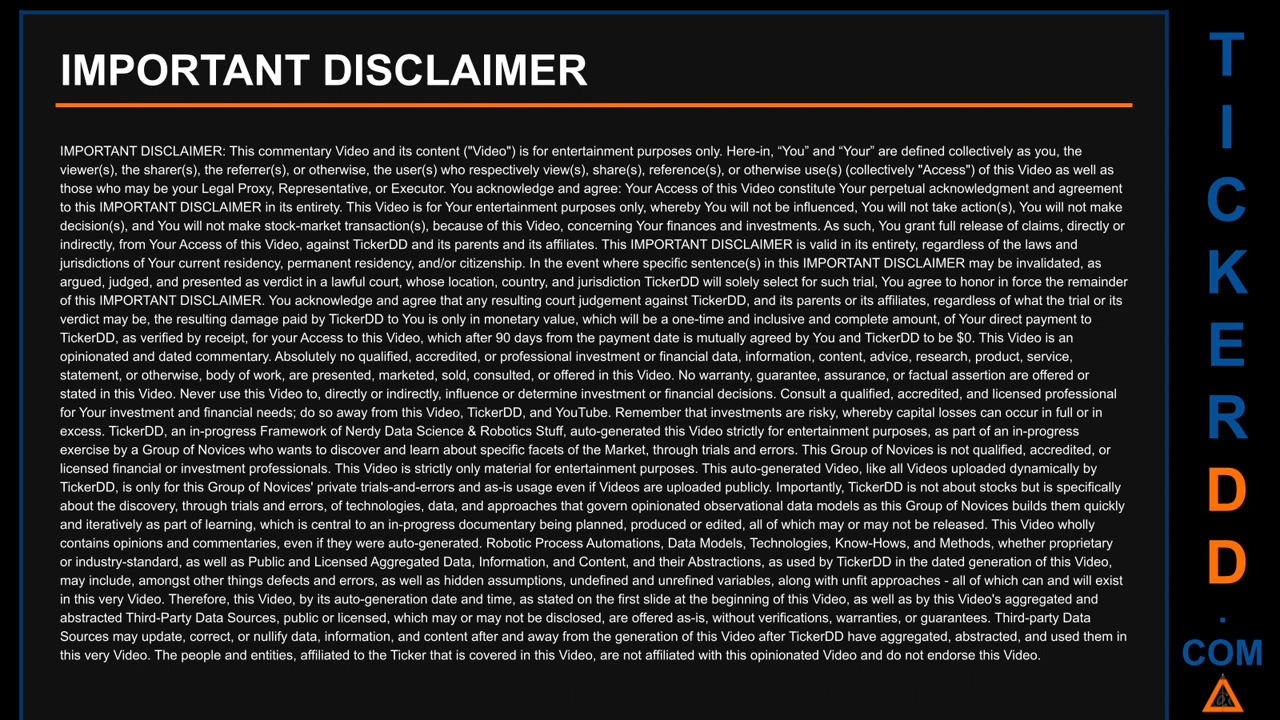 IMPORTANT DISCLAIMER
IMPORTANT DISCLAIMER: This commentary Video and its content ("Video") is for entertainment purposes only. Here-in, “You” and “Your” are defined collectively as you, the
viewer(s), the sharer(s), the referrer(s), or otherwise, the user(s) who respectively view(s), share(s), reference(s), or otherwise use(s) (collectively "Access") of this Video as well as
those who may be your Legal Proxy, Representative, or Executor. You acknowledge and agree: Your Access of this Video constitute Your perpetual acknowledgment and agreement
to this IMPORTANT DISCLAIMER in its entirety. This Video is for Your entertainment purposes only, whereby You will not be influenced, You will not take action(s), You will not make
decision(s), and You will not make stock-market transaction(s), because of this Video, concerning Your finances and investments. As such, You grant full release of claims, directly or
indirectly, from Your Access of this Video, against TickerDD and its parents and its affiliates. This IMPORTANT DISCLAIMER is valid in its entirety, regardless of the laws and
jurisdictions of Your current residency, permanent residency, and/or citizenship. In the event where specific sentence(s) in this IMPORTANT DISCLAIMER may be invalidated, as
argued, judged, and presented as verdict in a lawful court, whose location, country, and jurisdiction TickerDD will solely select for such trial, You agree to honor in force the remainder
of this IMPORTANT DISCLAIMER. You acknowledge and agree that any resulting court judgement against TickerDD, and its parents or its affiliates, regardless of what the trial or its
verdict may be, the resulting damage paid by TickerDD to You is only in monetary value, which will be a one-time and inclusive and complete amount, of Your direct payment to
TickerDD, as verified by receipt, for your Access to this Video, which after 90 days from the payment date is mutually agreed by You and TickerDD to be $0. This Video is an
opinionated and dated commentary. Absolutely no qualified, accredited, or professional investment or financial data, information, content, advice, research, product, service,
statement, or otherwise, body of work, are presented, marketed, sold, consulted, or offered in this Video. No warranty, guarantee, assurance, or factual assertion are offered or
stated in this Video. Never use this Video to, directly or indirectly, influence or determine investment or financial decisions. Consult a qualified, accredited, and licensed professional
for Your investment and financial needs; do so away from this Video, TickerDD, and YouTube. Remember that investments are risky, whereby capital losses can occur in full or in
excess. TickerDD, an in-progress Framework of Nerdy Data Science & Robotics Stuff, auto-generated this Video strictly for entertainment purposes, as part of an in-progress
exercise by a Group of Novices who wants to discover and learn about specific facets of the Market, through trials and errors. This Group of Novices is not qualified, accredited, or
licensed financial or investment professionals. This Video is strictly only material for entertainment purposes. This auto-generated Video, like all Videos uploaded dynamically by
TickerDD, is only for this Group of Novices' private trials-and-errors and as-is usage even if Videos are uploaded publicly. Importantly, TickerDD is not about stocks but is specifically
about the discovery, through trials and errors, of technologies, data, and approaches that govern opinionated observational data models as this Group of Novices builds them quickly
and iteratively as part of learning, which is central to an in-progress documentary being planned, produced or edited, all of which may or may not be released. This Video wholly
contains opinions and commentaries, even if they were auto-generated. Robotic Process Automations, Data Models, Technologies, Know-Hows, and Methods, whether proprietary
or industry-standard, as well as Public and Licensed Aggregated Data, Information, and Content, and their Abstractions, as used by TickerDD in the dated generation of this Video,
may include, amongst other things defects and errors, as well as hidden assumptions, undefined and unrefined variables, along with unfit approaches - all of which can and will exist
in this very Video. Therefore, this Video, by its auto-generation date and time, as stated on the first slide at the beginning of this Video, as well as by this Video's aggregated and
abstracted Third-Party Data Sources, public or licensed, which may or may not be disclosed, are offered as-is, without verifications, warranties, or guarantees. Third-party Data
Sources may update, correct, or nullify data, information, and content after and away from the generation of this Video after TickerDD have aggregated, abstracted, and used them in
this very Video. The people and entities, affiliated to the Ticker that is covered in this Video, are not affiliated with this opinionated Video and do not endorse this Video.
T
I
C
K
E
R
D
D
.
COM